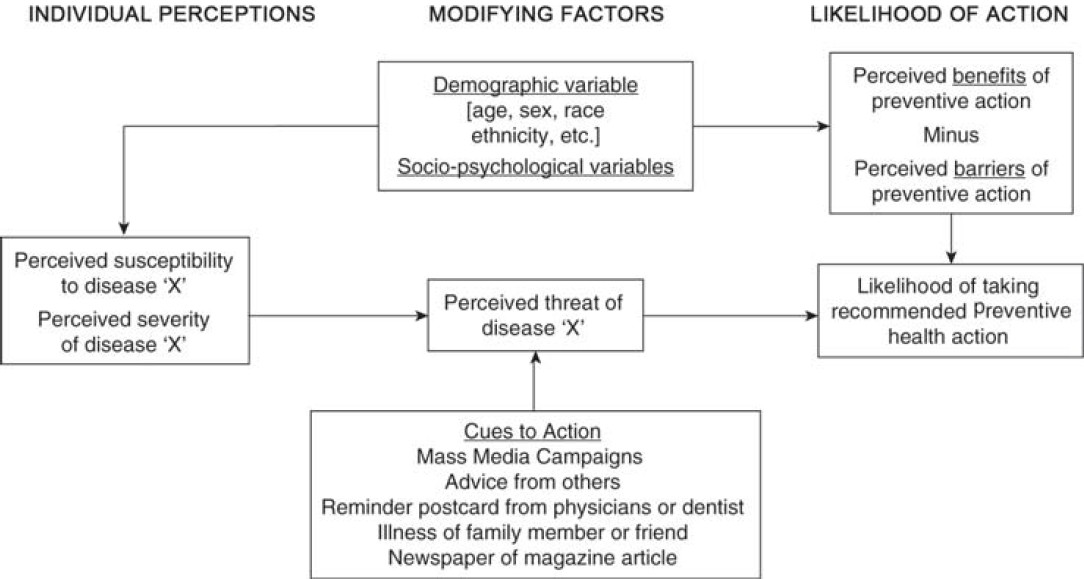 INDIVIDUAL PERCEPTIONS
MODIFYING FACTORS
LIKELIHOOD OF ACTION
Demographic variable
[age, sex, race
ethnicity, etc.]
Socio-psychological variables
Perceived benefits of
preventive action
Minus
Perceived barriers of
preventive action
Perceived susceptibility
to disease ‘X’
Perceived severity
of disease ‘X’
Perceived threat of
disease ‘X’
Likelihood of taking
recommended Preventive
health action
Cues to Action
Mass Media Campaigns
Advice from others
Reminder postcard from physicians or dentist
Illness of family member or friend
Newspaper of magazine article